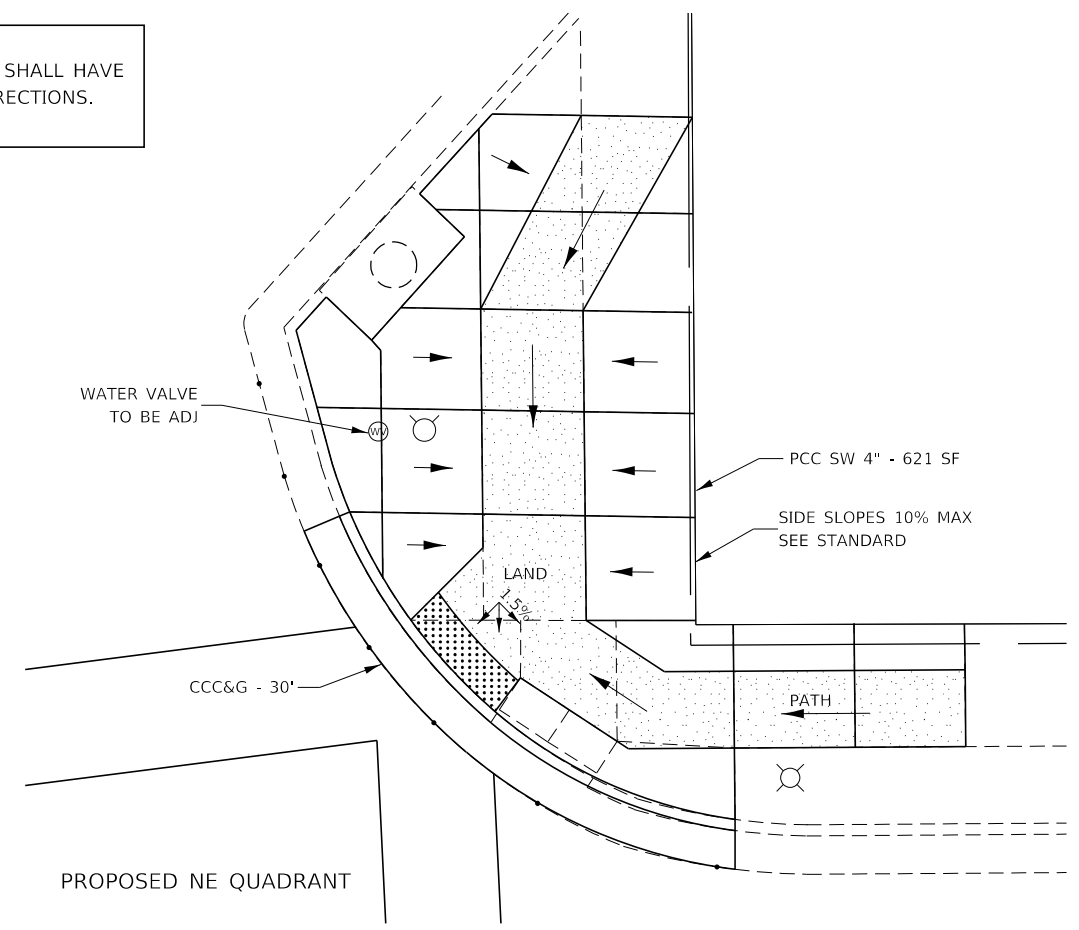 SHALL HAVE
RECTIONS.
WATER VALVE
TO BE ADJ
WV
PCC SW 4" - 621 SF
SIDE SLOPES 10% MAX
SEE STANDARD
LAND
1.5%
CCC&G - 30'
PATH
PROPOSED NE QUADRANT